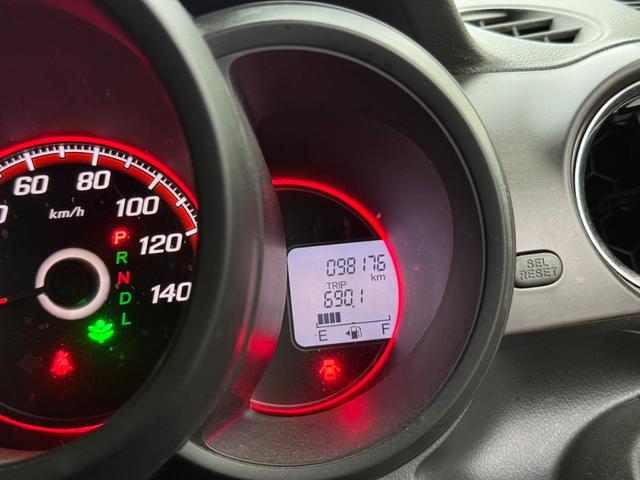 60 80 100 120 140
km/h
P
R
N
D
L
098176
km
TRIP
690.1
E F
SEL
RESET